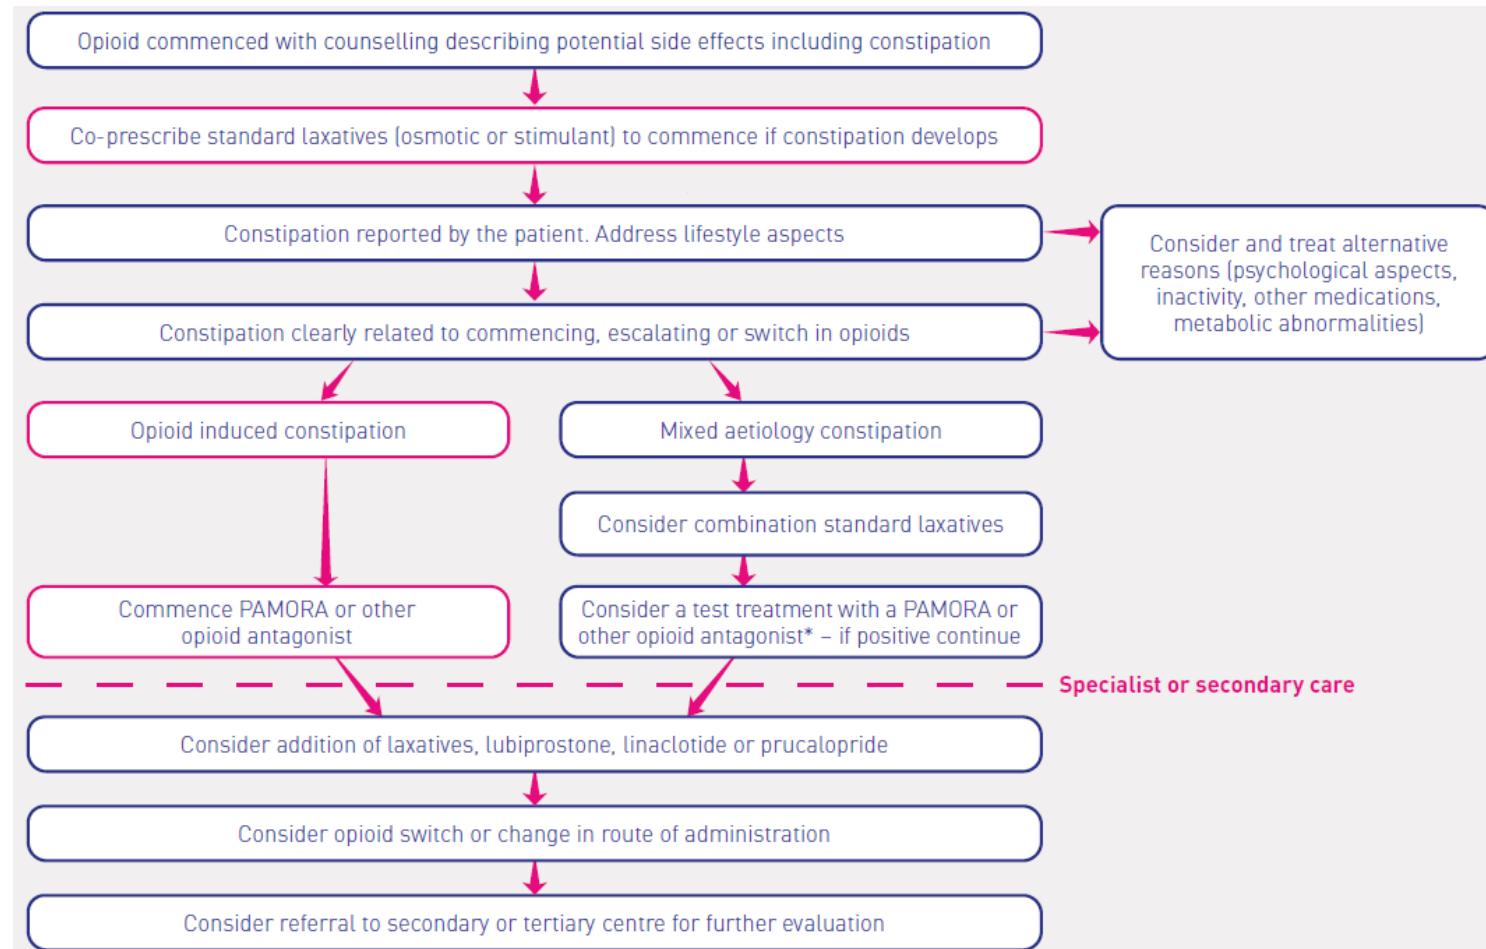 Opioid commenced with counselling describing potential side effects including constipation
Co-prescribe standard laxatives (osmotic or stimulant) to commence if constipation develops
Constipation reported by the patient. Address lifestyle aspects
Consider and treat alternative
reasons (psychological aspects,
inactivity, other medications,
metabolic abnormalities)
Constipation clearly related to commencing, escalating or switch in opioids
Opioid induced constipation
Mixed aetiology constipation
Consider combination standard laxatives
Commence PAMORA or other
opioid antagonist
Consider a test treatment with a PAMORA or
other opioid antagonist* – if positive continue
Specialist or secondary care
Consider addition of laxatives, lubiprostone, linaclotide or prucalopride
Consider opioid switch or change in route of administration
Consider referral to secondary or tertiary centre for further evaluation